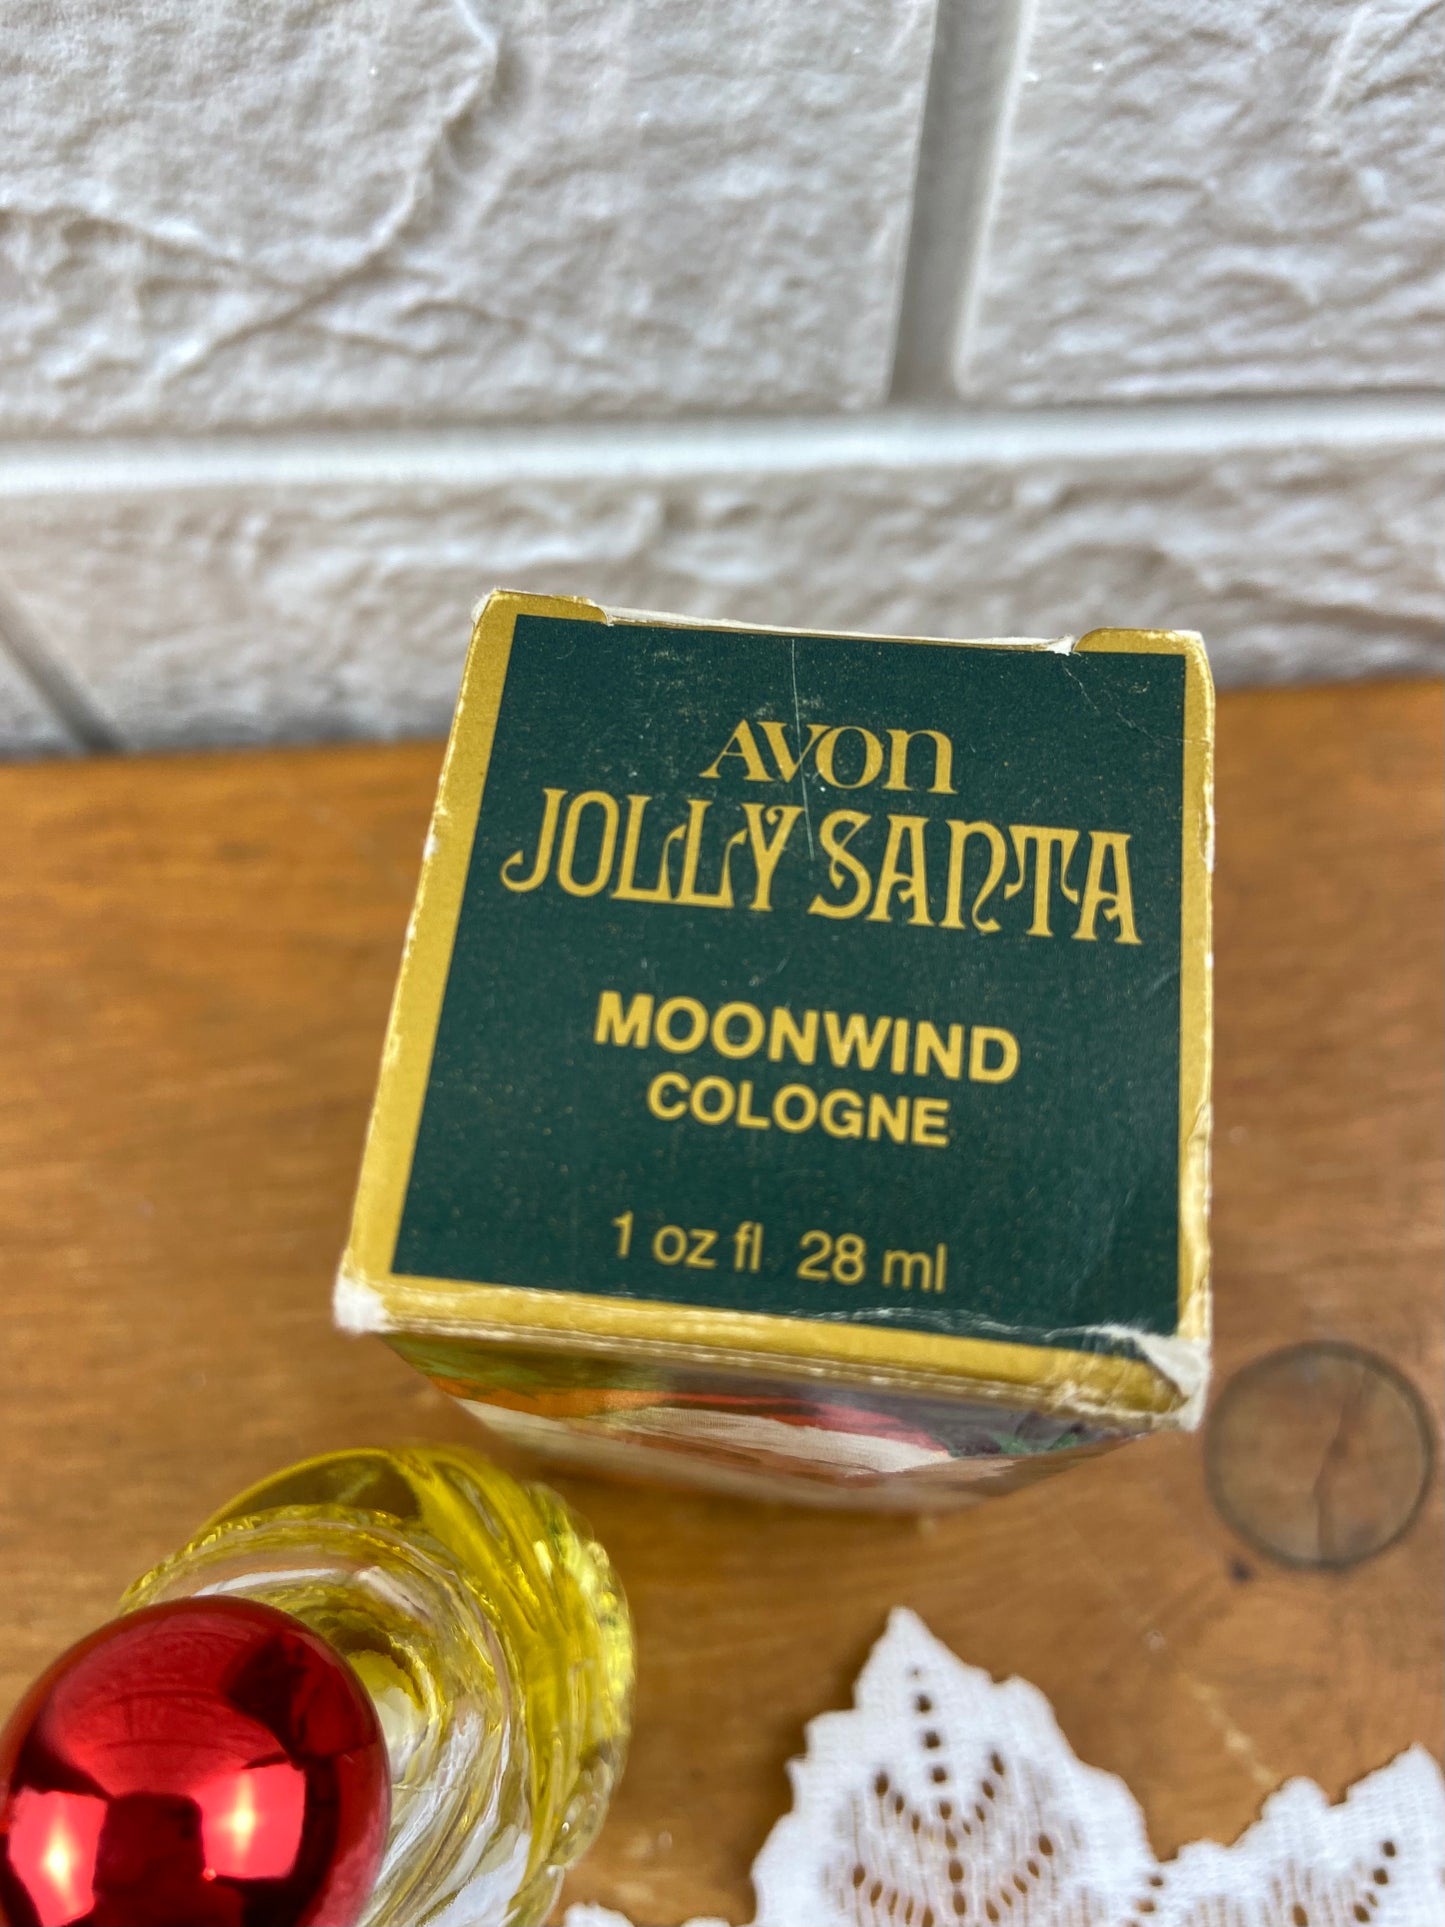 AVON
JOLLY SANTA
MOONWIND
COLOGNE
1 oz fl 28 ml